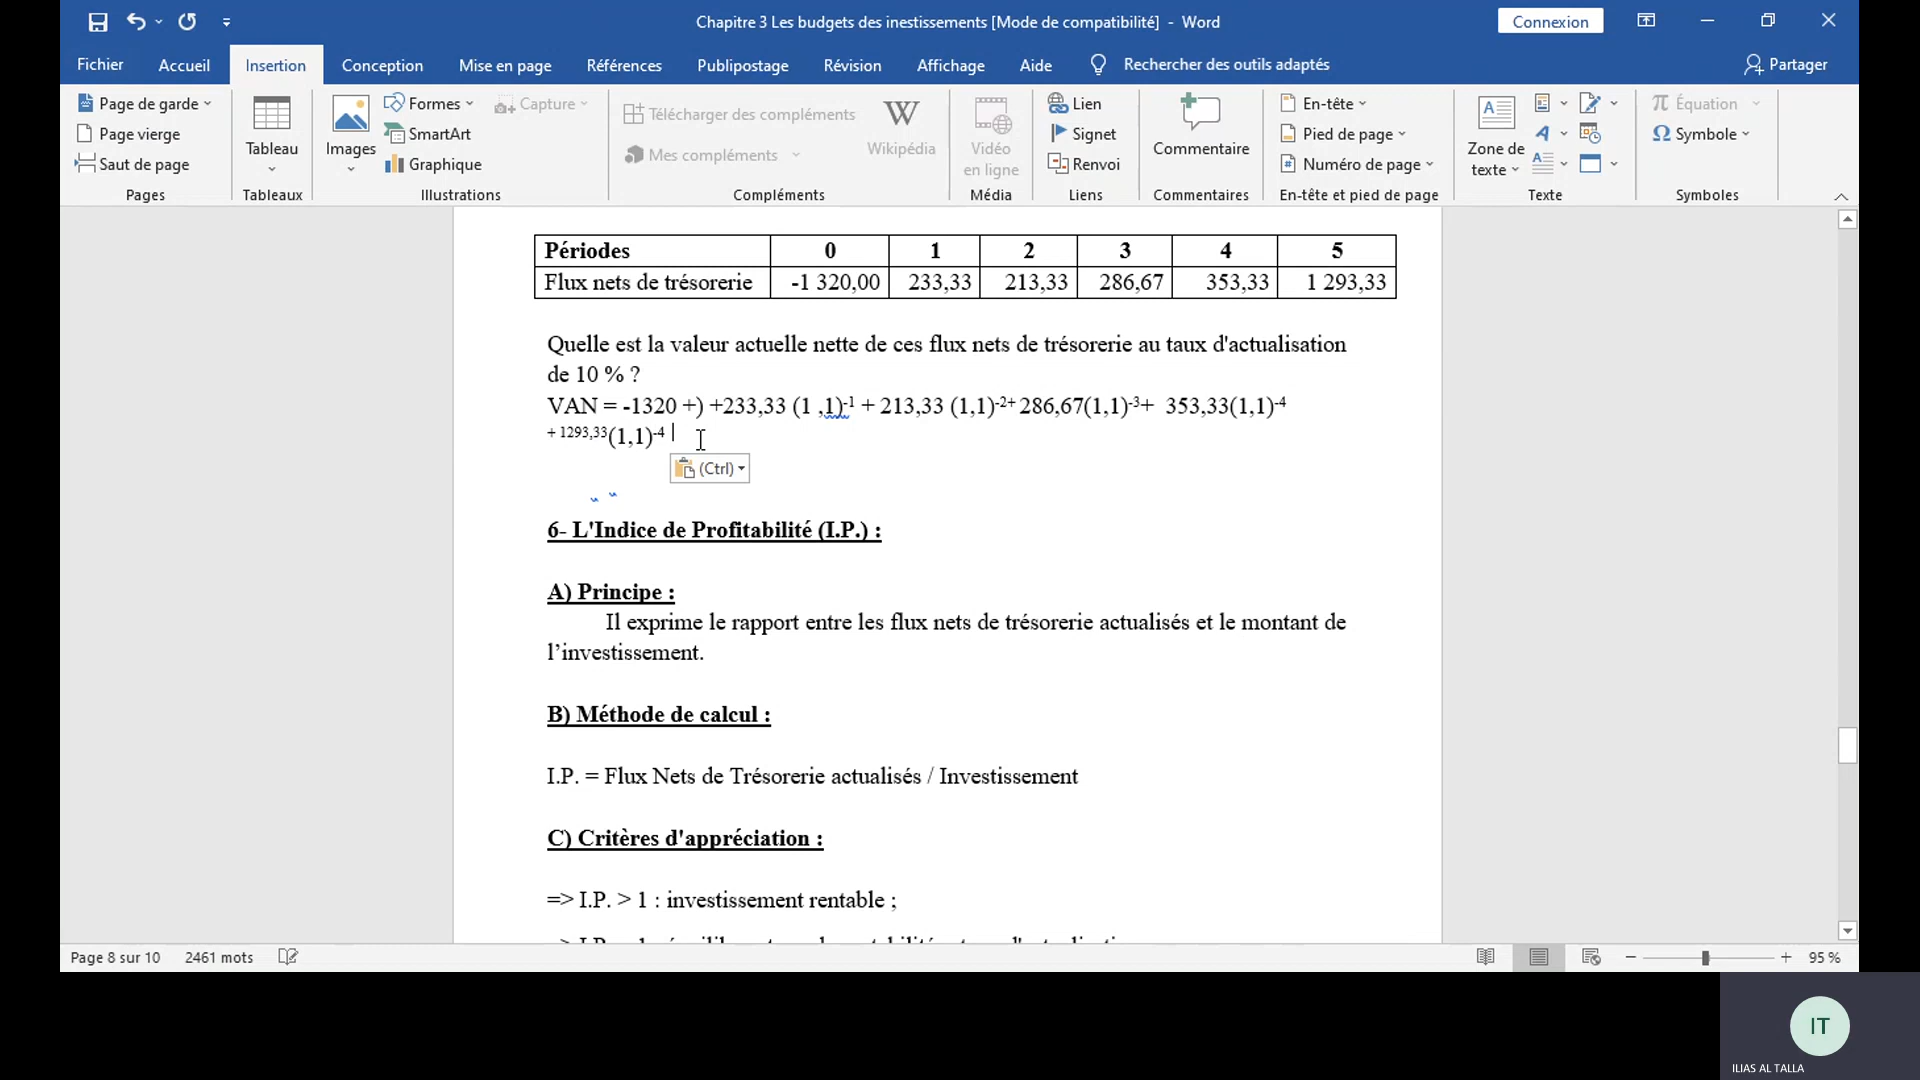 Chapitre 3 Les budgets des inestissements [Mode de compatibilité] - Word
Connexion
Fichier Accueil Insertion Conception Mise en page Références Publipostage Révision Affichage Aide Rechercher des outils adaptés Partager
Page de garde
Page vierge
Saut de page
Pages
Tableau
Tableaux
Images
Formes
SmartArt
Graphique
Capture
Illustrations
Télécharger des compléments
Mes compléments
W
Wikipédia
Compléments
Vidéo
en ligne
Média
Lien
Signet
Renvoi
Liens
Commentaire
Commentaires
En-tête
Pied de page
Numéro de page
En-tête et pied de page
Zone de
texte
Texte
π Équation
Ω Symbole
Symboles
Périodes 0 1 2 3 4 5
Flux nets de trésorerie -1 320,00 233,33 213,33 286,67 353,33 1 293,33
Quelle est la valeur actuelle nette de ces flux nets de trésorerie au taux d'actualisation
de 10 % ?
VAN = -1320 +) +233,33 (1 ,1)-1 + 213,33 (1,1)-2+ 286,67(1,1)-3+ 353,33(1,1)-4
+ 1293,33(1,1)-4
(Ctrl)
6- L'Indice de Profitabilité (I.P.) :
A) Principe :
Il exprime le rapport entre les flux nets de trésorerie actualisés et le montant de
l’investissement.
B) Méthode de calcul :
I.P. = Flux Nets de Trésorerie actualisés / Investissement
C) Critères d'appréciation :
=> I.P. > 1 : investissement rentable ;
Page 8 sur 10 2461 mots 95 %
IT
ILIAS AL TALLA